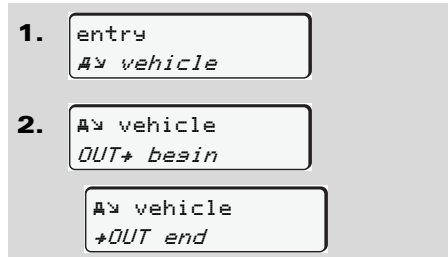 1.
entry
vehicle
2.
vehicle
OUT→ begin
vehicle
→OUT end